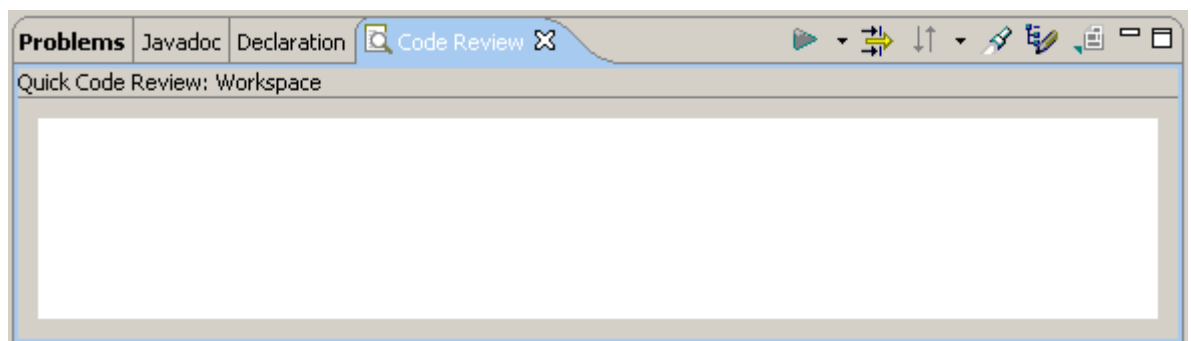 Problems Javadoc Declaration Code Review
Quick Code Review: Workspace